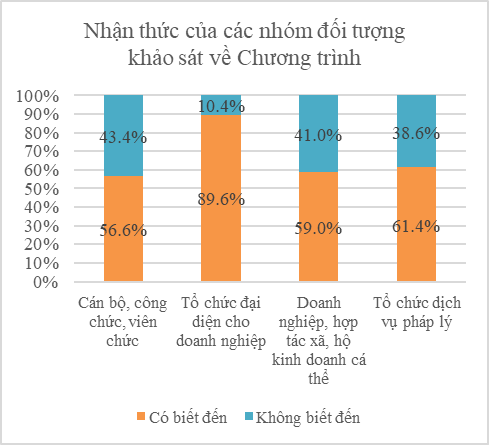 Nhận thức của các nhóm đối tượng
khảo sát về Chương trình
100%
90%
80%
70%
60%
50%
40%
30%
20%
10%
0%
43.4%
10.4%
41.0%
38.6%
56.6%
89.6%
59.0%
61.4%
Cán bộ, công
chức, viên
chức
Tổ chức đại
diện cho
doanh nghiệp
Doanh
nghiệp, hợp
tác xã, hộ
kinh doanh cá
thể
Tổ chức dịch
vụ pháp lý
Có biết đến
Không biết đến